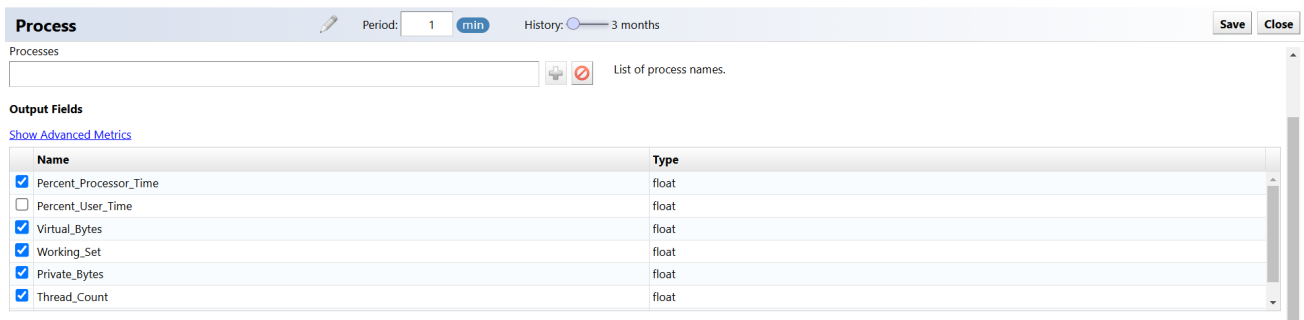 Process Period: 1 min History: 3 months Save Close
Processes
List of process names.
Output Fields
Show Advanced Metrics
Name Type
Percent_Processor_Time float
Percent_User_Time float
Virtual_Bytes float
Working_Set float
Private_Bytes float
Thread_Count float